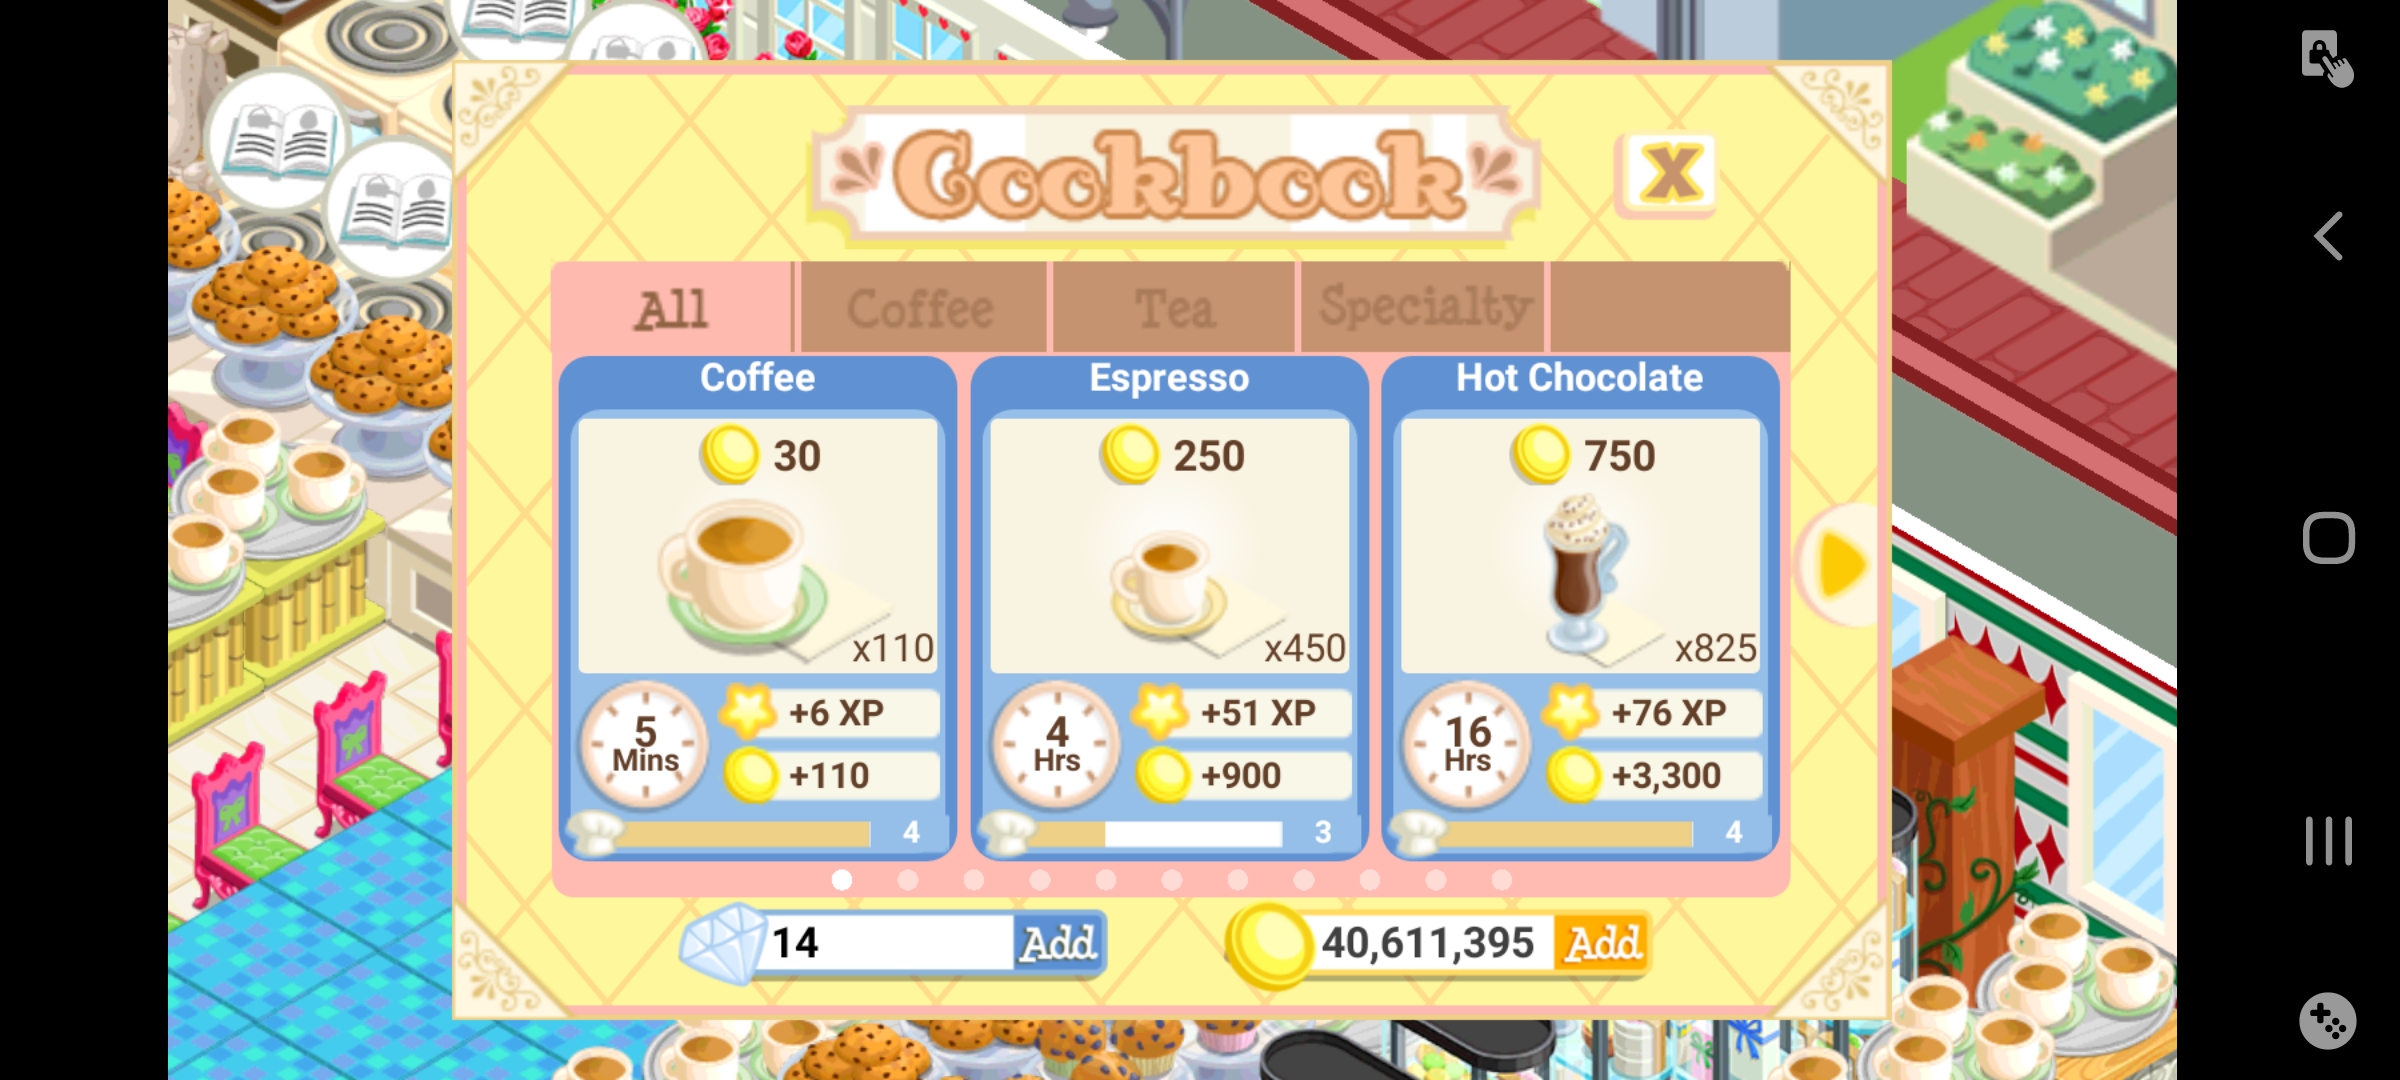 Cookbook
X
All
Coffee
Tea
Specialty
Coffee
30
x110
5
Mins
+6 XP
+110
4
Espresso
250
x450
4
Hrs
+51 XP
+900
3
Hot Chocolate
750
x825
16
Hrs
+76 XP
+3,300
4
14
Add
40,611,395
Add